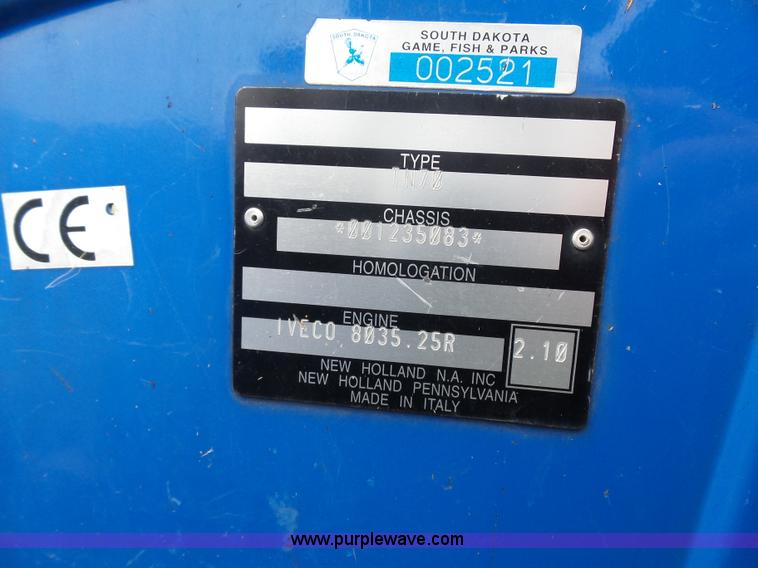 SOUTH DAKOTA
SOUTH DAKOTA
GAME, FISH & PARKS
002521
CE
TYPE
TN70
CHASSIS
*001235083*
HOMOLOGATION
ENGINE
IVECO 8035.25R
2.10
NEW HOLLAND N.A. INC
NEW HOLLAND PENNSYLVANIA
MADE IN ITALY
www.purplewave.com